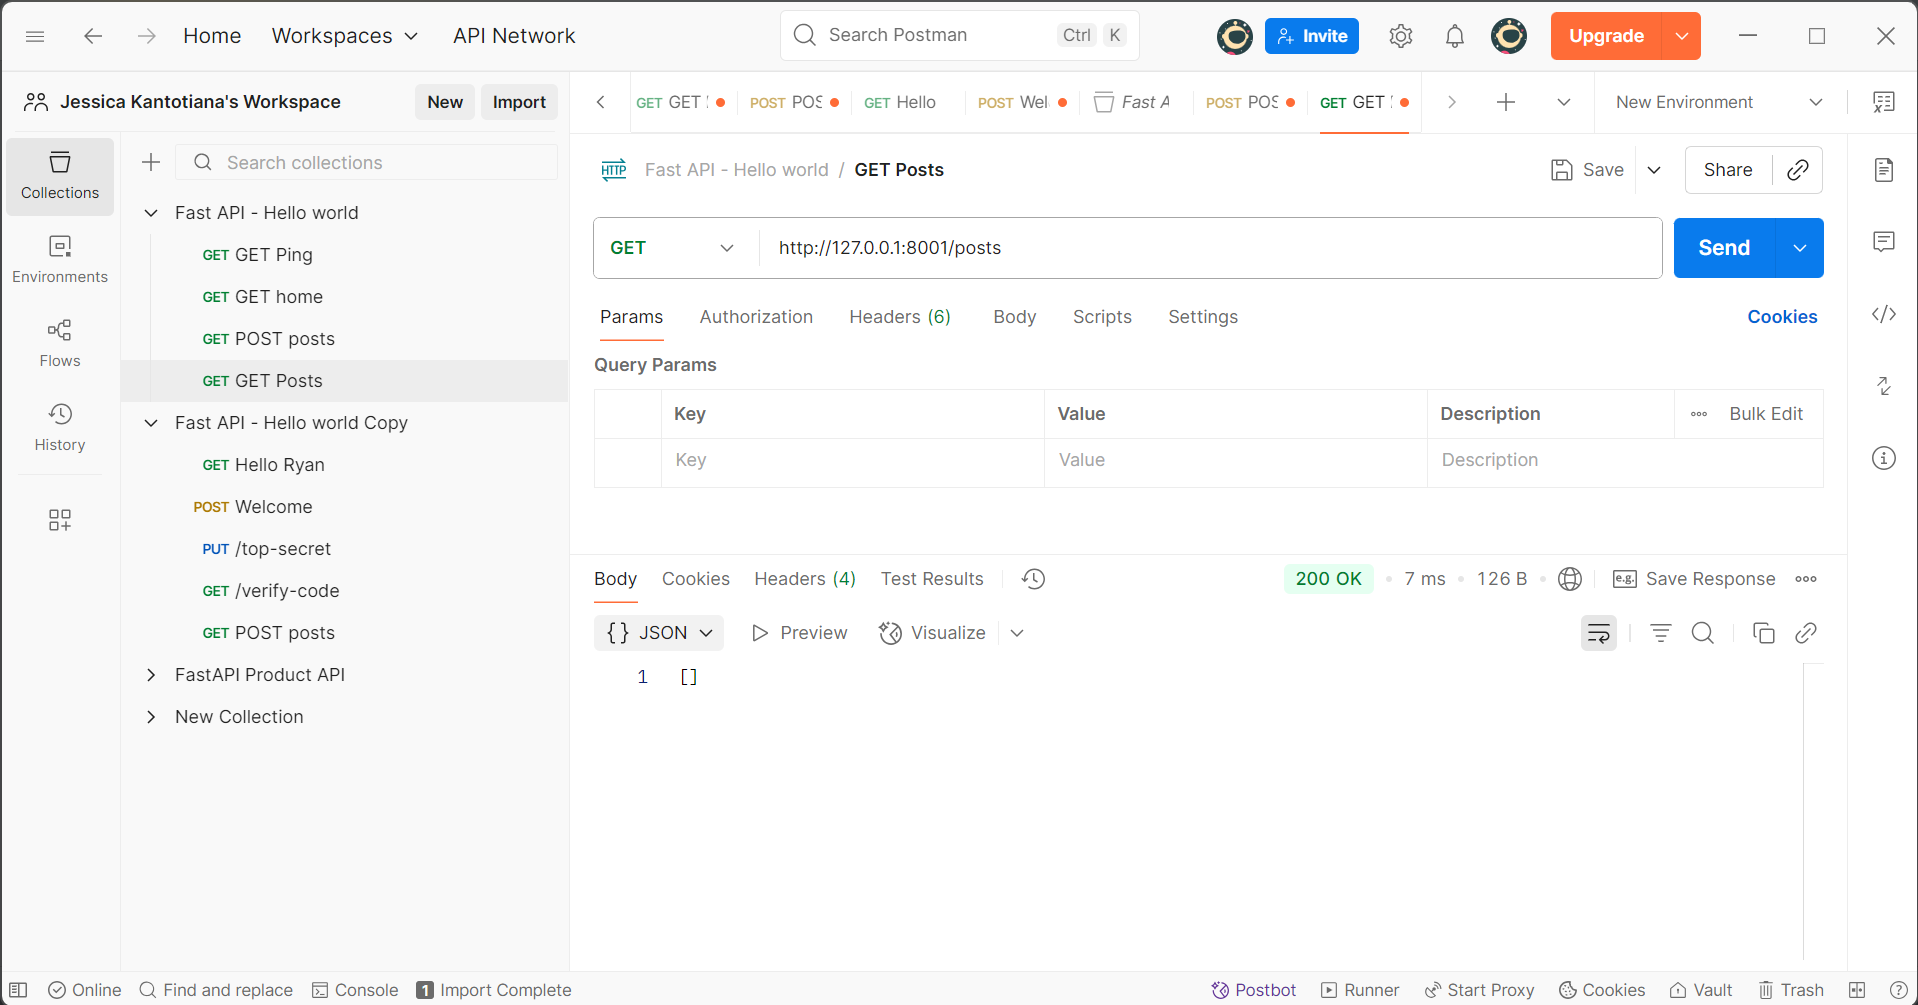 Home Workspaces API Network Search Postman Ctrl K Invite Upgrade
Jessica Kantotiana's Workspace New Import
GET GET POST POS GET Hello POST Wel Fast A POST POS GET GET New Environment
Collections
Environments
Flows
History
Search collections
Fast API - Hello world
GET GET Ping
GET GET home
GET POST posts
GET GET Posts
Fast API - Hello world Copy
GET Hello Ryan
POST Welcome
PUT /top-secret
GET /verify-code
GET POST posts
FastAPI Product API
New Collection
HTTP Fast API - Hello world / GET Posts Save Share
GET http://127.0.0.1:8001/posts Send
Params Authorization Headers (6) Body Scripts Settings Cookies
Query Params
Key Value Description Bulk Edit
Key Value Description
Body Cookies Headers (4) Test Results 200 OK 7 ms 126 B e.g. Save Response
{} JSON Preview Visualize
1 []
Online Find and replace Console 1 Import Complete Postbot Runner Start Proxy Cookies Vault Trash